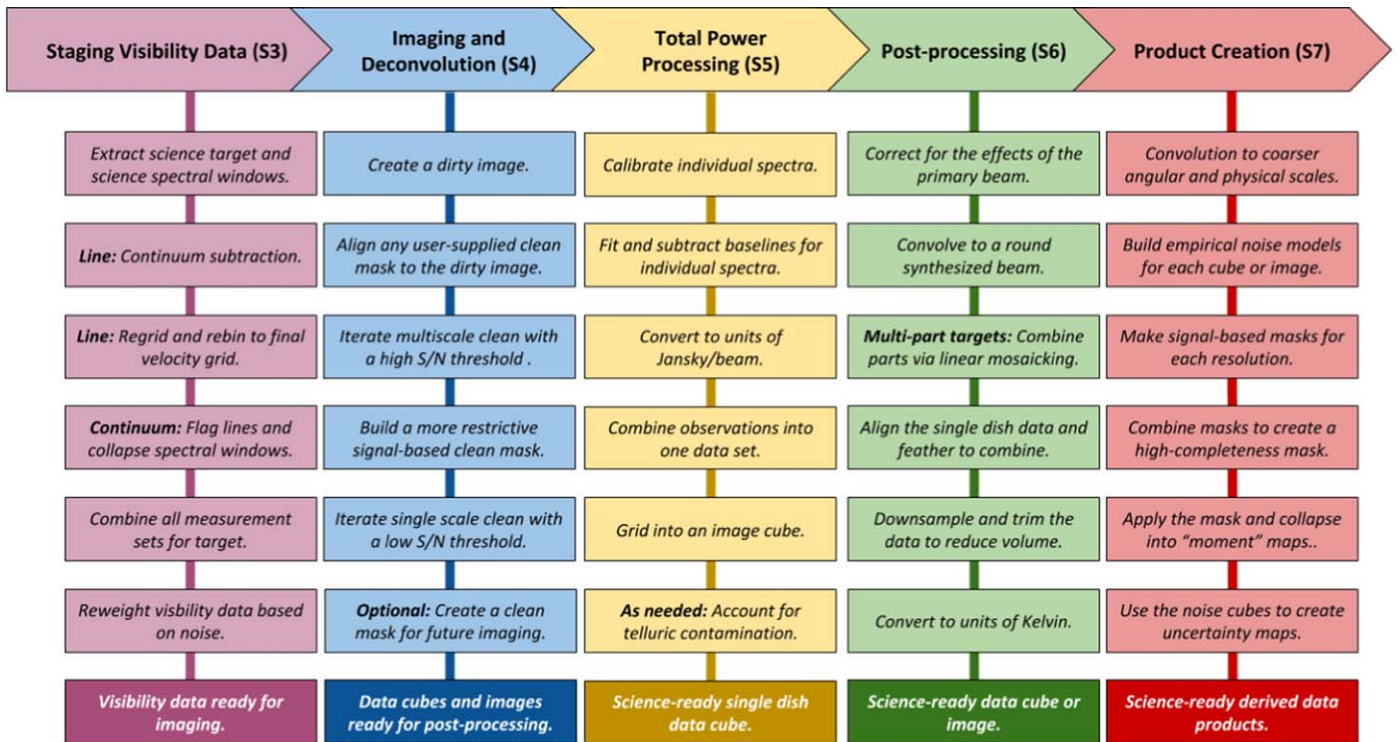 Staging Visibility Data (S3)
Imaging and
Deconvolution (S4)
Total Power
Processing (S5)
Post-processing (S6)
Product Creation (S7)
Extract science target and
science spectral windows.
Line: Continuum subtraction.
Line: Regrid and rebin to final
velocity grid.
Continuum: Flag lines and
collapse spectral windows.
Combine all measurement
sets for target.
Reweight visbility data based
on noise.
Visibility data ready for
imaging.
Create a dirty image.
Align any user-supplied clean
mask to the dirty image.
Iterate multiscale clean with
a high S/N threshold .
Build a more restrictive
signal-based clean mask.
Iterate single scale clean with
a low S/N threshold.
Optional: Create a clean
mask for future imaging.
Data cubes and images
ready for post-processing.
Calibrate individual spectra.
Fit and subtract baselines for
individual spectra.
Convert to units of
Jansky/beam.
Combine observations into
one data set.
Grid into an image cube.
As needed: Account for
telluric contamination.
Science-ready single dish
data cube.
Correct for the effects of the
primary beam.
Convolve to a round
synthesized beam.
Multi-part targets: Combine
parts via linear mosaicking.
Align the single dish data and
feather to combine.
Downsample and trim the
data to reduce volume.
Convert to units of Kelvin.
Science-ready data cube or
image.
Convolution to coarser
angular and physical scales.
Build empirical noise models
for each cube or image.
Make signal-based masks for
each resolution.
Combine masks to create a
high-completeness mask.
Apply the mask and collapse
into “moment” maps..
Use the noise cubes to create
uncertainty maps.
Science-ready derived data
products.